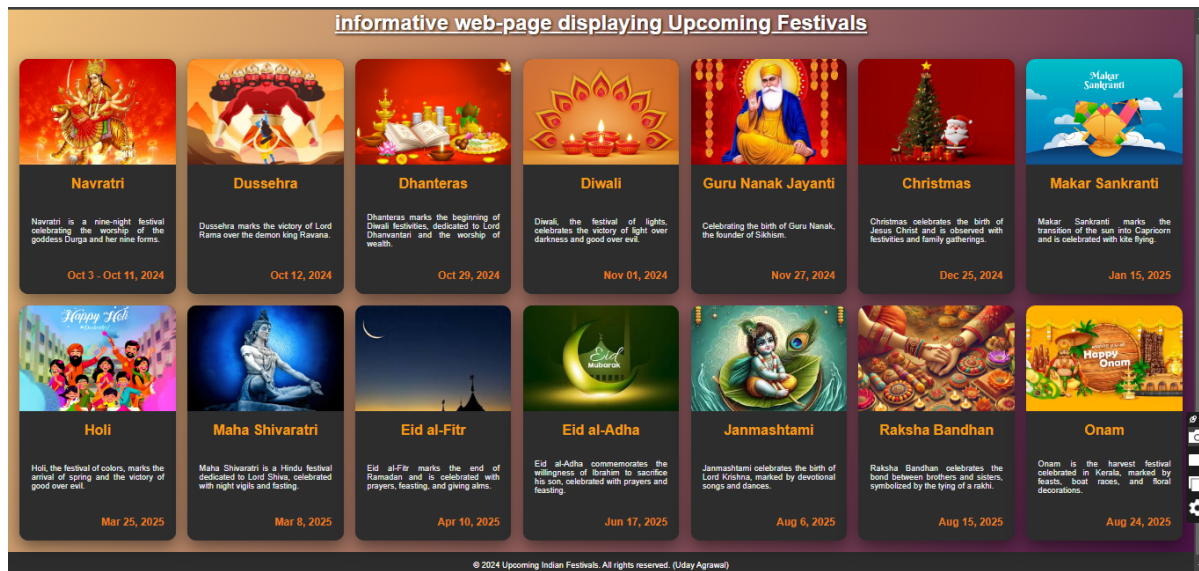 informative web-page displaying Upcoming Festivals
Makar
Sankranti
Navratri
Navratri is a nine-night festival
celebrating the worship of the
goddess Durga and her nine forms.
Oct 3 - Oct 11, 2024
Dussehra
Dussehra marks the victory of Lord
Rama over the demon king Ravana.
Oct 12, 2024
Dhanteras
Dhanteras marks the beginning of
Diwali festivities, dedicated to Lord
Dhanvantari and the worship of
wealth.
Oct 29, 2024
Diwali
Diwali, the festival of lights,
celebrates the victory of light over
darkness and good over evil.
Nov 01, 2024
Guru Nanak Jayanti
Celebrating the birth of Guru Nanak,
the founder of Sikhism.
Nov 27, 2024
Christmas
Christmas celebrates the birth of
Jesus Christ and is observed with
festivities and family gatherings.
Dec 25, 2024
Makar Sankranti
Makar Sankranti marks the
transition of the sun into Capricorn
and is celebrated with kite flying.
Jan 15, 2025
Happy Holi
Holi
Holi, the festival of colors, marks the
arrival of spring and the victory of
good over evil.
Mar 25, 2025
Maha Shivaratri
Maha Shivaratri is a Hindu festival
dedicated to Lord Shiva, celebrated
with night vigils and fasting.
Mar 8, 2025
Eid al-Fitr
Eid al-Fitr marks the end of
Ramadan and is celebrated with
prayers, feasting, and giving alms.
Apr 10, 2025
Eid
Mubarak
Eid al-Adha
Eid al-Adha commemorates the
willingness of Ibrahim to sacrifice
his son, celebrated with prayers and
feasting.
Jun 17, 2025
Janmashtami
Janmashtami celebrates the birth of
Lord Krishna, marked by devotional
songs and dances.
Aug 6, 2025
Raksha Bandhan
Raksha Bandhan celebrates the
bond between brothers and sisters,
symbolized by the tying of a rakhi.
Aug 15, 2025
Happy
Onam
Onam
Onam is the harvest festival
celebrated in Kerala, marked by
feasts, boat races, and floral
decorations.
Aug 24, 2025
© 2024 Upcoming Indian Festivals. All rights reserved. (Uday Agrawal)